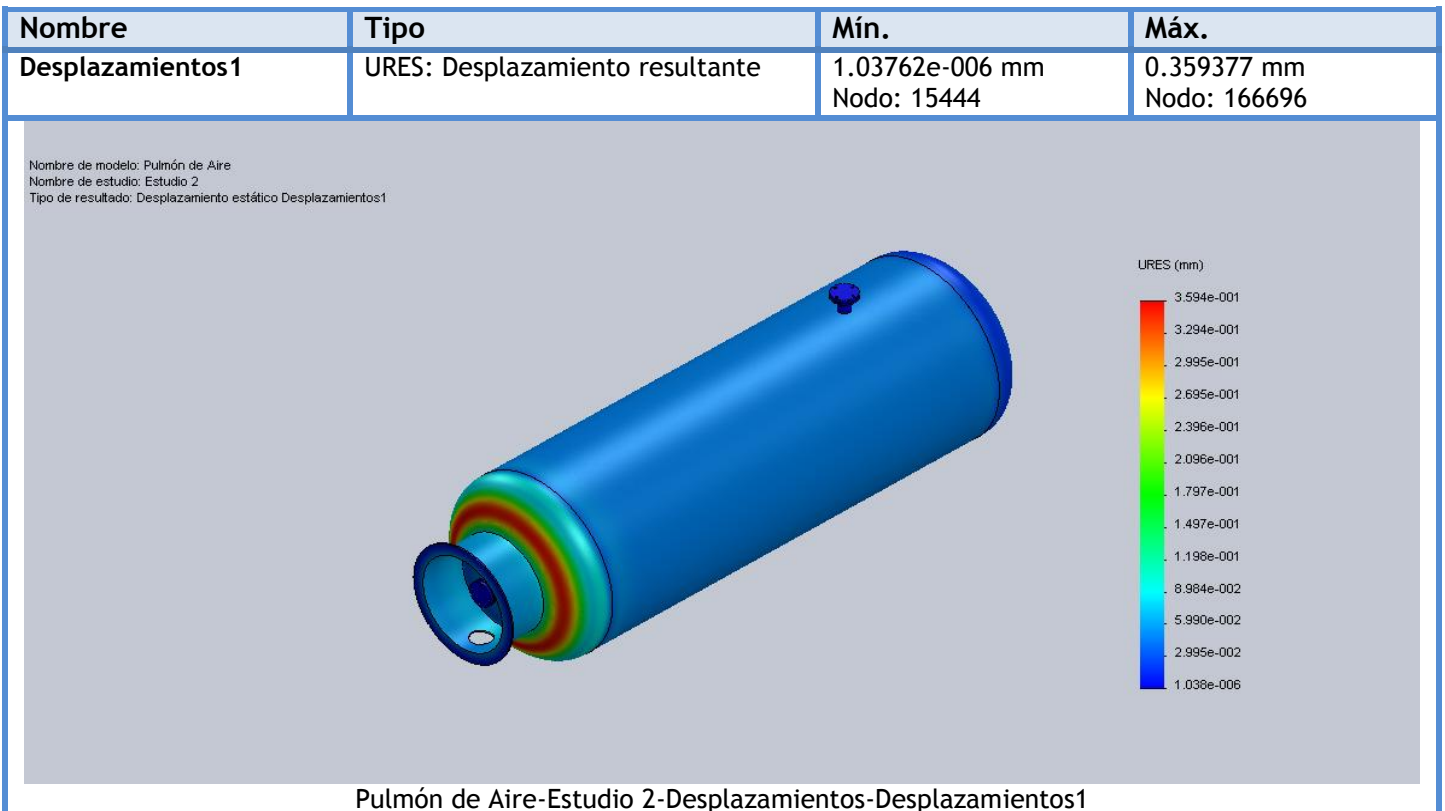 Nombre Tipo Mín. Máx.
Desplazamientos1 URES: Desplazamiento resultante 1.03762e-006 mm 0.359377 mm
Nodo: 15444 Nodo: 166696
Nombre de modelo: Pulmón de Aire
Nombre de estudio: Estudio 2
Tipo de resultado: Desplazamiento estático Desplazamientos1
URES (mm)
3.594e-001
3.294e-001
2.995e-001
2.695e-001
2.396e-001
2.096e-001
1.797e-001
1.497e-001
1.198e-001
8.984e-002
5.990e-002
2.995e-002
1.038e-006
Pulmón de Aire-Estudio 2-Desplazamientos-Desplazamientos1